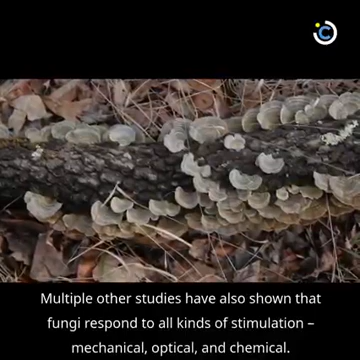 Multiple other studies have also shown that
fungi respond to all kinds of stimulation –
mechanical, optical, and chemical.